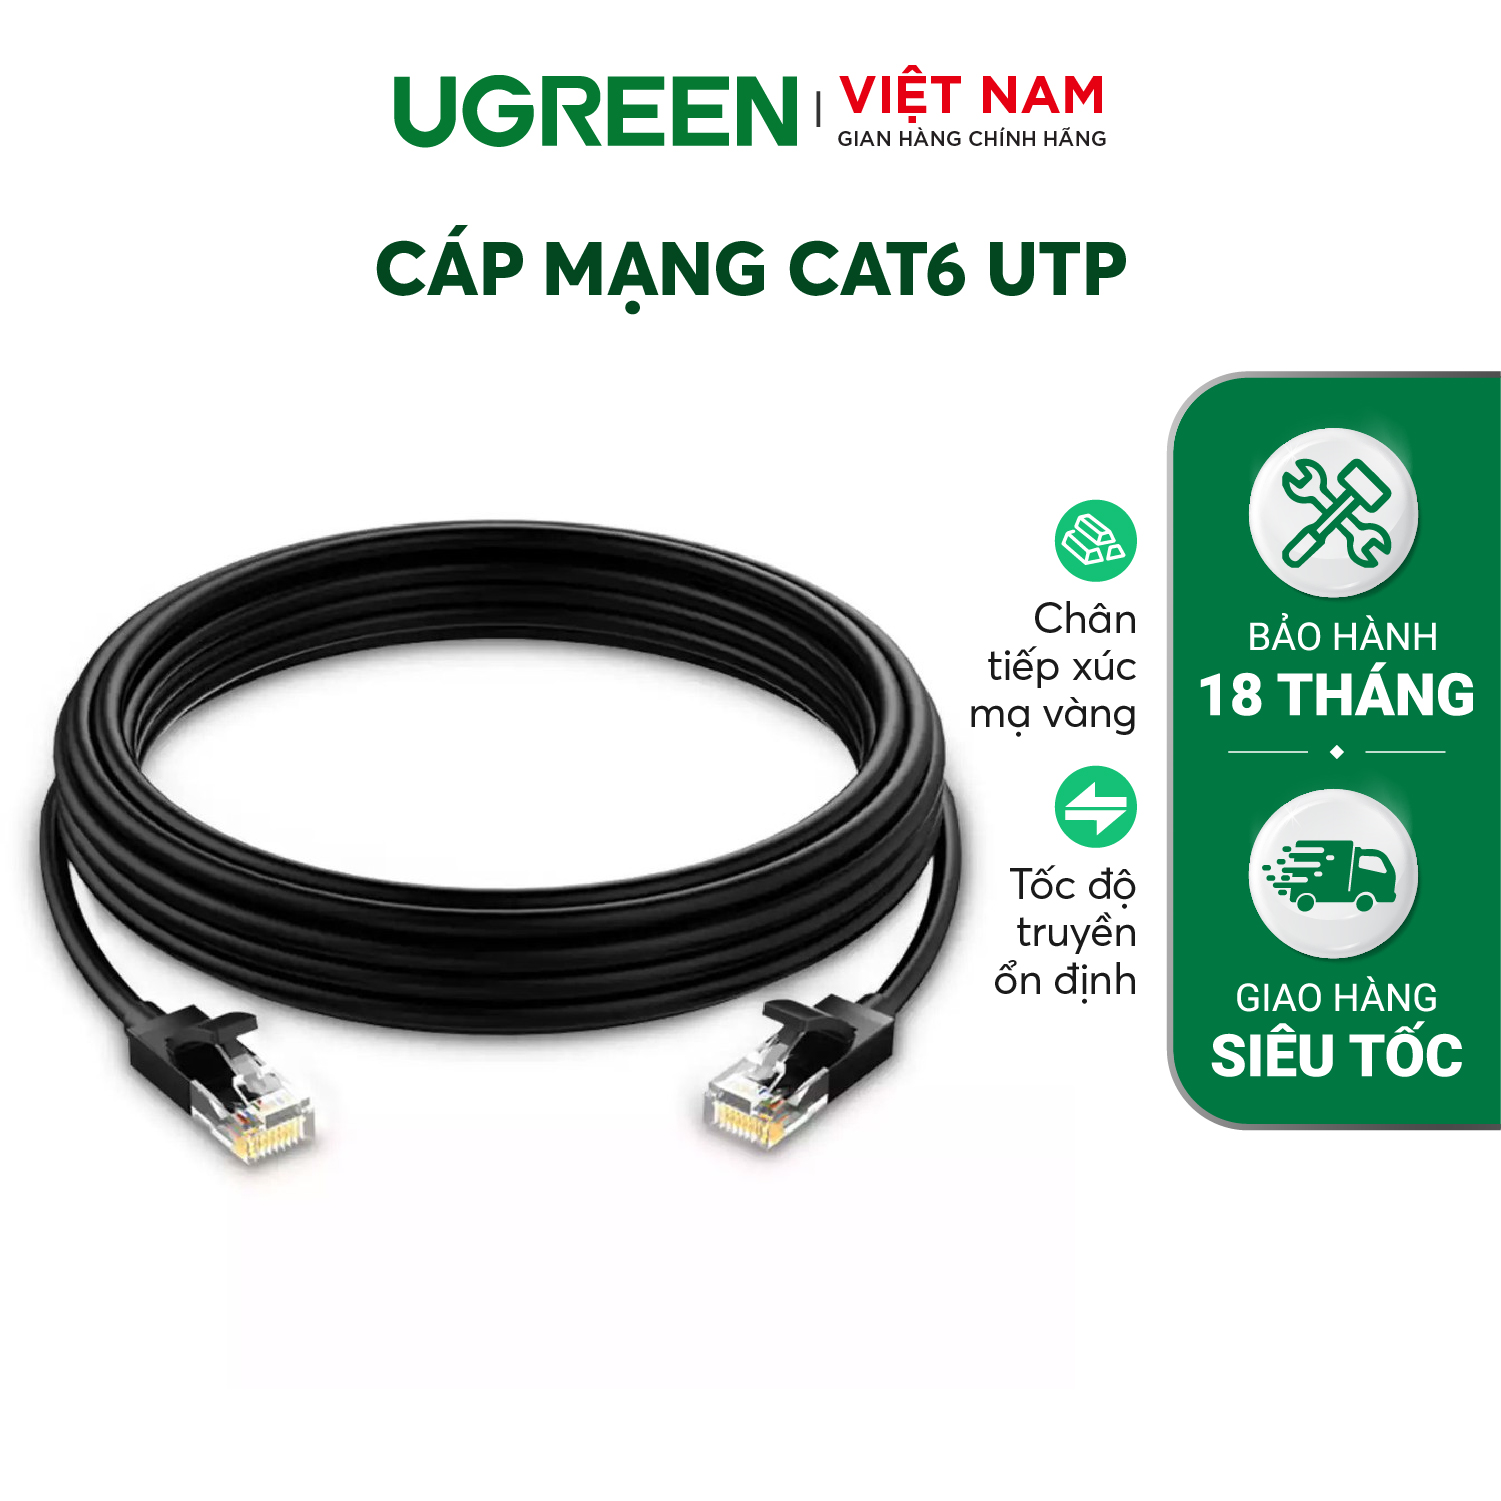 UGREEN
VIỆT NAM
GIAN HÀNG CHÍNH HÃNG
CÁP MẠNG CAT6 UTP
Chân
tiếp xúc
mạ vàng
Tốc độ
truyền
ổn định
BẢO HÀNH
18 THÁNG
GIAO HÀNG
SIÊU TỐC